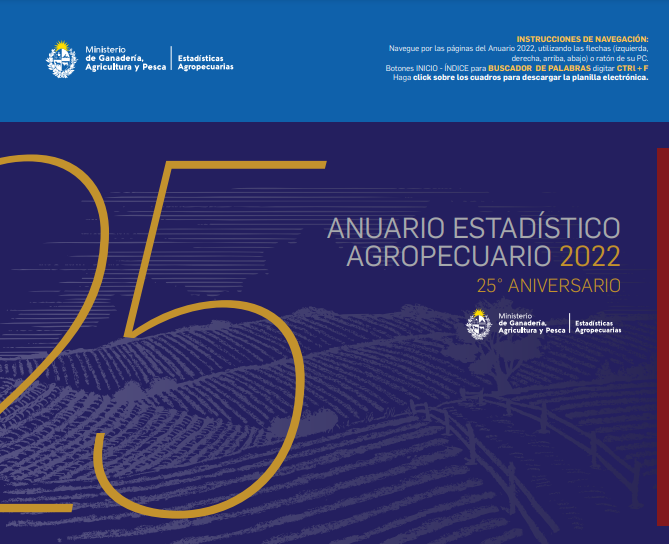 Ministerio
de Ganadería,
Agricultura y Pesca
Estadísticas
Agropecuarias
INSTRUCCIONES DE NAVEGACIÓN:
Navegue por las páginas del Anuario 2022, utilizando las flechas (izquierda,
derecha, arriba, abajo) o ratón de su PC.
Botones INICIO - ÍNDICE para BUSCADOR DE PALABRAS digitar CTRl + F
Haga click sobre los cuadros para descargar la planilla electrónica.
25
ANUARIO ESTADÍSTICO
AGROPECUARIO 2022
25° ANIVERSARIO
Ministerio
de Ganadería,
Agricultura y Pesca
Estadísticas
Agropecuarias